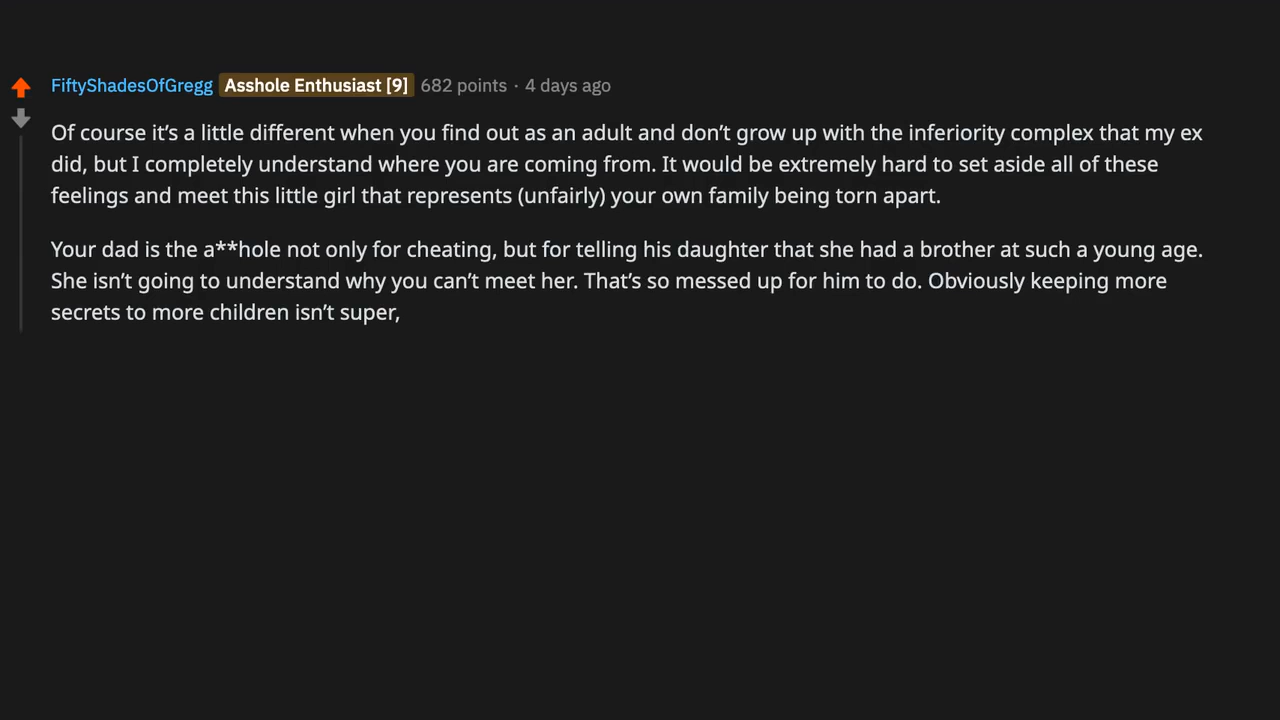 FiftyShadesOfGregg Asshole Enthusiast [9] 682 points · 4 days ago
Of course it’s a little different when you find out as an adult and don’t grow up with the inferiority complex that my ex
did, but I completely understand where you are coming from. It would be extremely hard to set aside all of these
feelings and meet this little girl that represents (unfairly) your own family being torn apart.
Your dad is the a**hole not only for cheating, but for telling his daughter that she had a brother at such a young age.
She isn’t going to understand why you can’t meet her. That’s so messed up for him to do. Obviously keeping more
secrets to more children isn’t super,